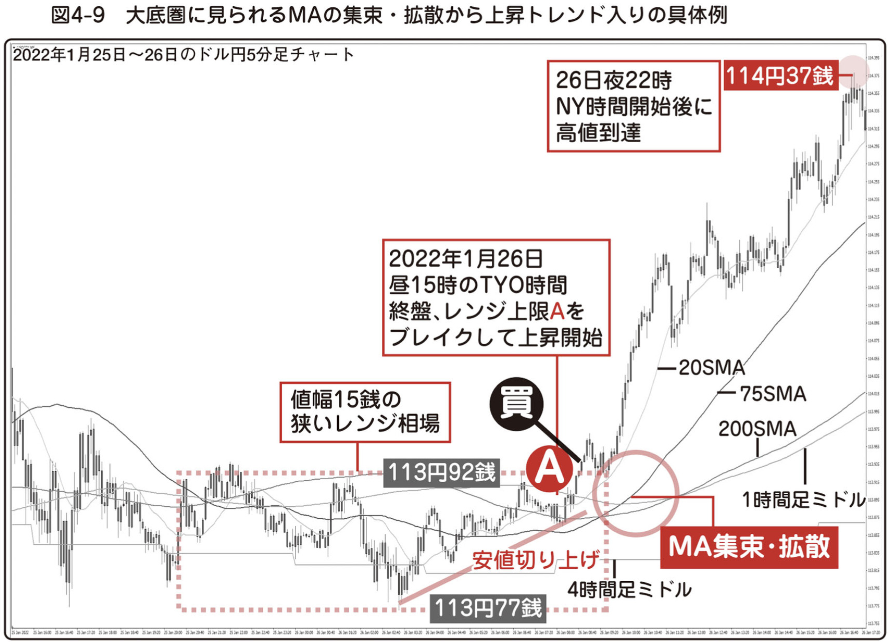 図4-9 大底圏に見られるMAの集束・拡散から上昇トレンド入りの具体例
2022年1月25日～26日のドル円5分足チャート
26日夜22時
NY時間開始後に
高値到達
114円37銭
2022年1月26日
昼15時のTYO時間
終盤、レンジ上限Aを
ブレイクして上昇開始
20SMA
75SMA
値幅15銭の
狭いレンジ相場
買
200SMA
113円92銭
A
1時間足ミドル
MA集束・拡散
安値切り上げ
4時間足ミドル
113円77銭